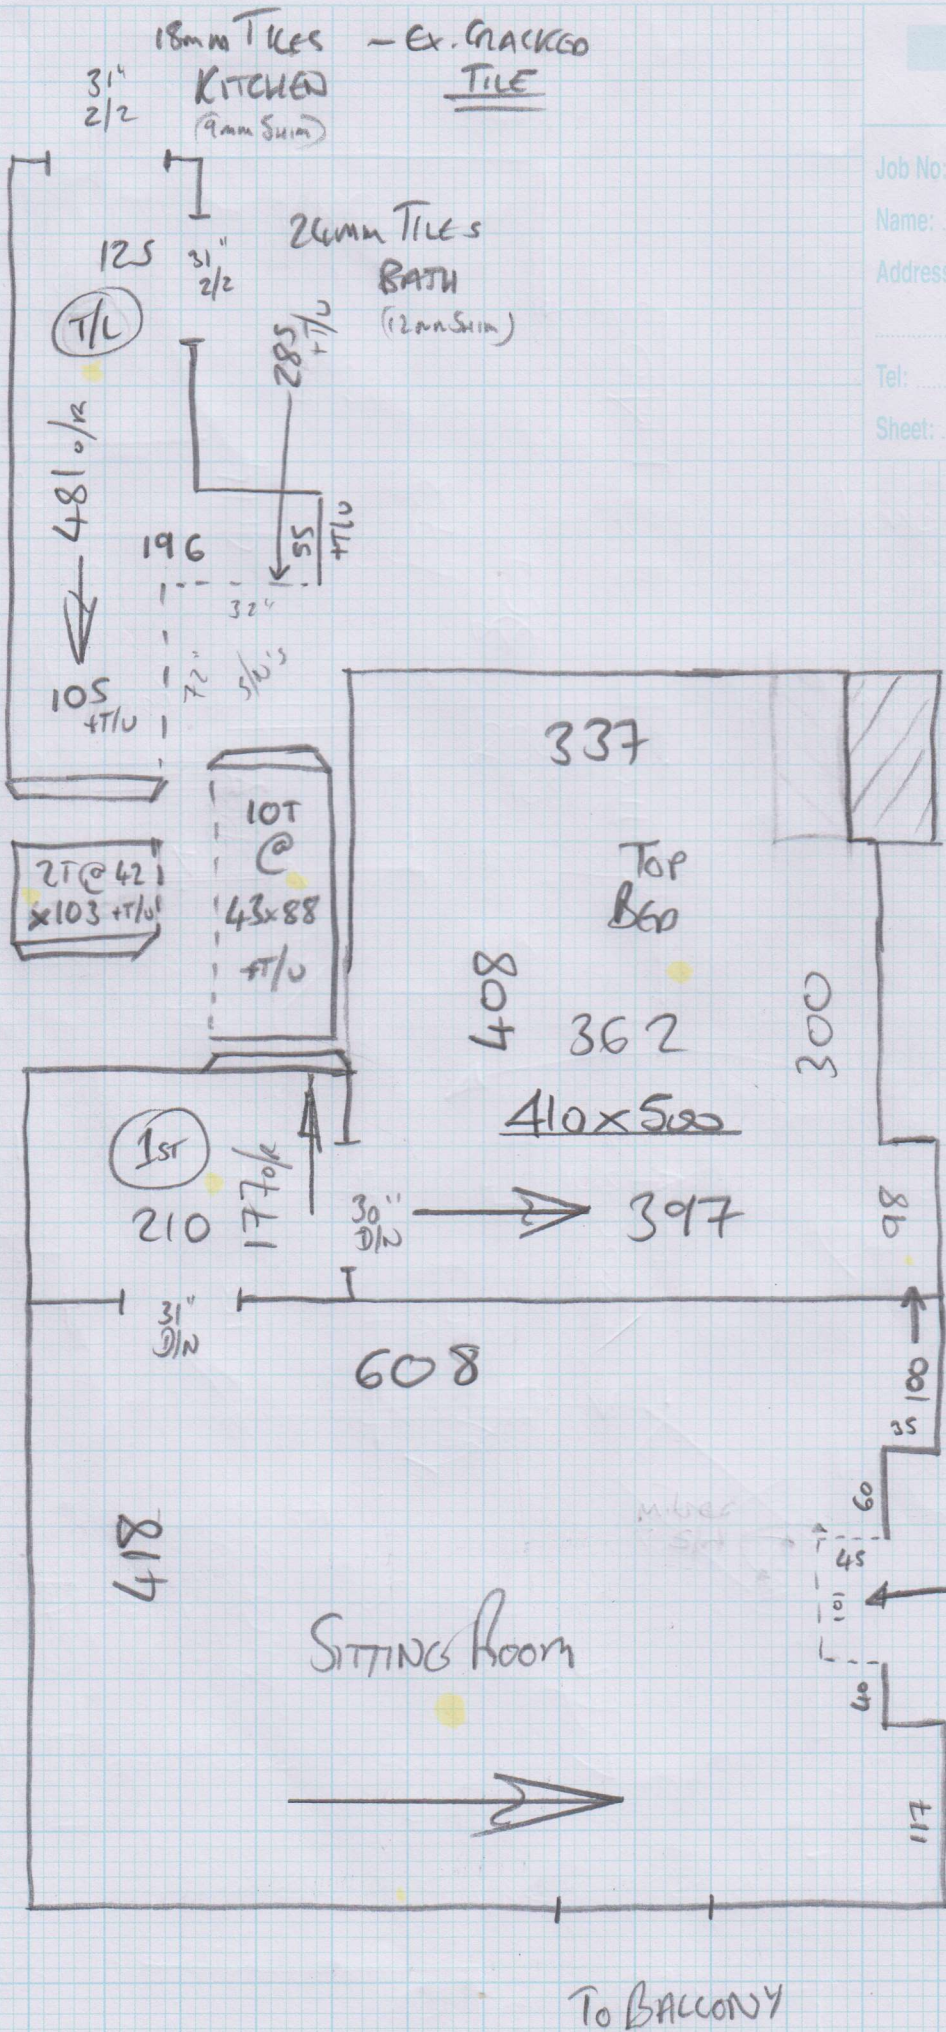 18mm TILES - EX. CRACKED
TILE
31"
2/2
KITCHEN
(9mm SHIM)
Job No:
Name:
Address
Tel:
Sheet:
125
31"
2/2
24mm TILES
BATH
(12mm SHIM)
T/L
285
+T/U
481 o/R
196
55
+T/U
32"
72"
S/N'S
105
+T/U
337
10T
@
43x88
+T/U
2T@42
x103 +T/U
TOP
BED
408
362
300
410x500
1ST
210
177 o/R
30"
D/N
397
98
31"
D/N
608
100
35
60
418
45
101
SITTING ROOM
40
117
TO BALCONY